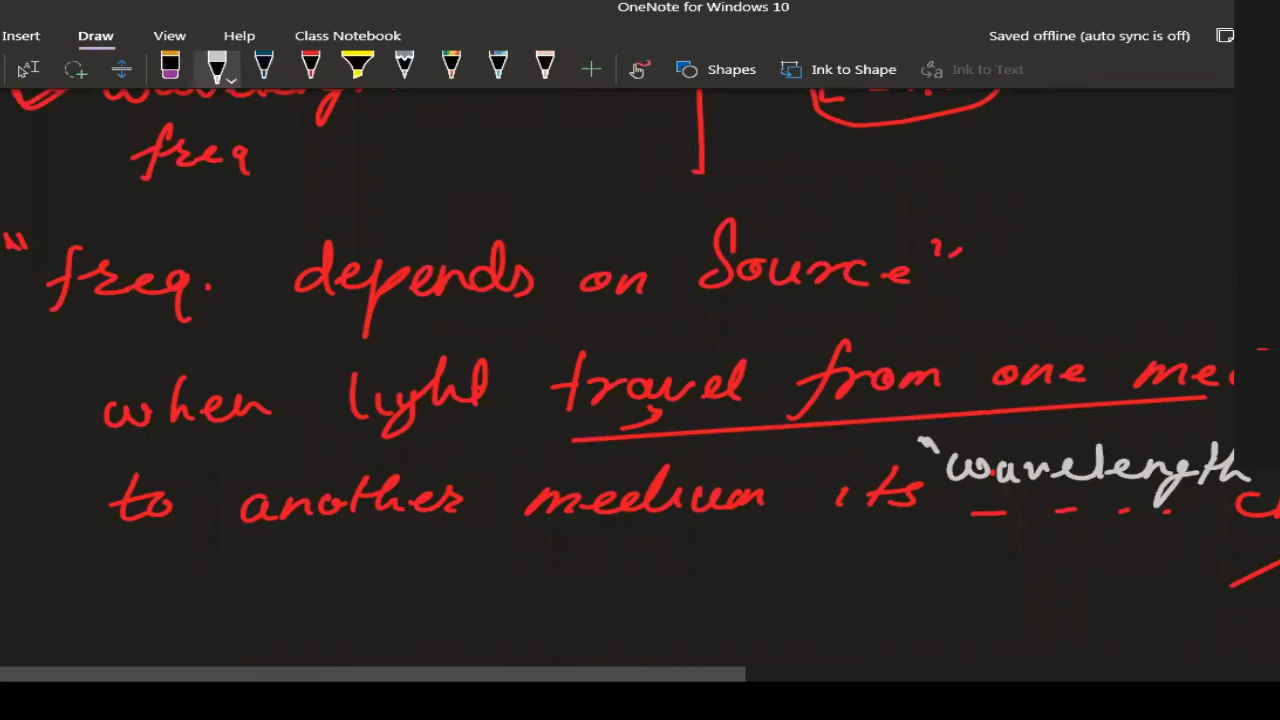 OneNote for Windows 10
Insert Draw View Help Class Notebook Saved offline (auto sync is off)
Shapes Ink to Shape Ink to Text
wavelength
freq
"freq. depends on Source"
when light travel from one me
to another medium its "wavelength